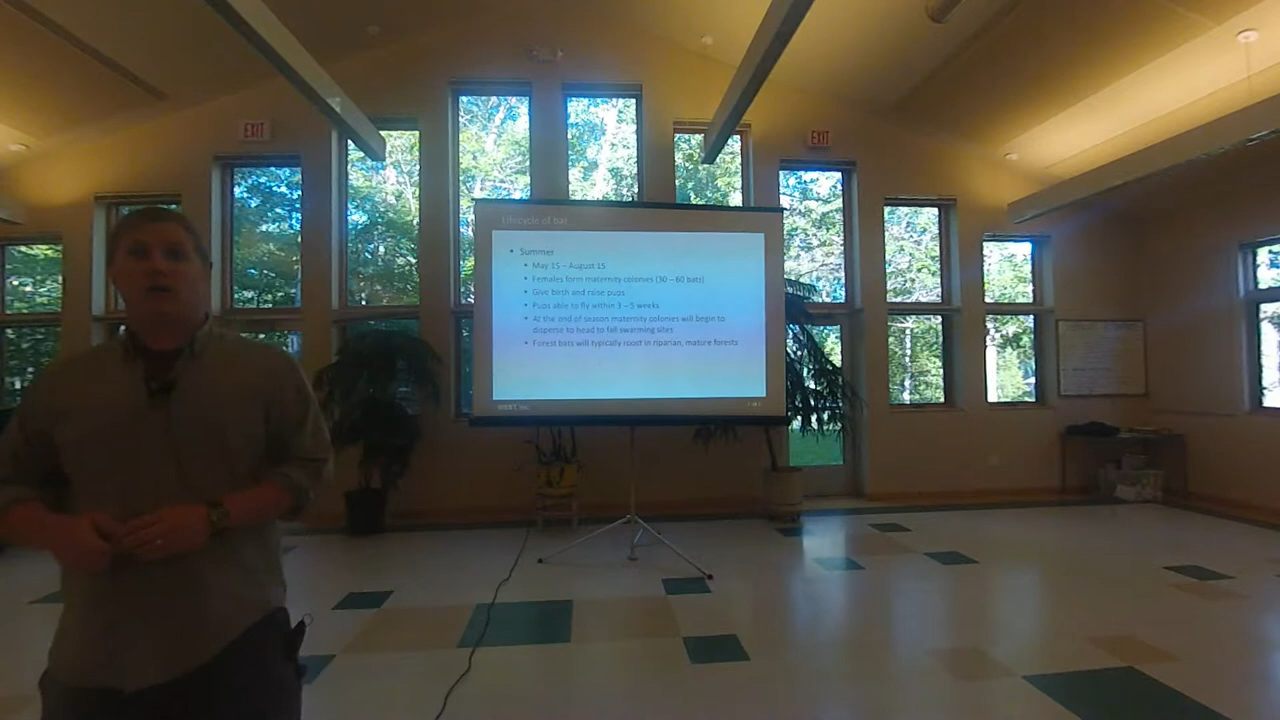 EXIT
EXIT
Lifecycle of bat
Summer
May 15 – August 15
Females form maternity colonies (30 – 60 bats)
Give birth and raise pups
Pups able to fly within 3 – 5 weeks
At the end of season maternity colonies will begin to
disperse to head to fall swarming sites
Forest bats will typically roost in riparian, mature forests